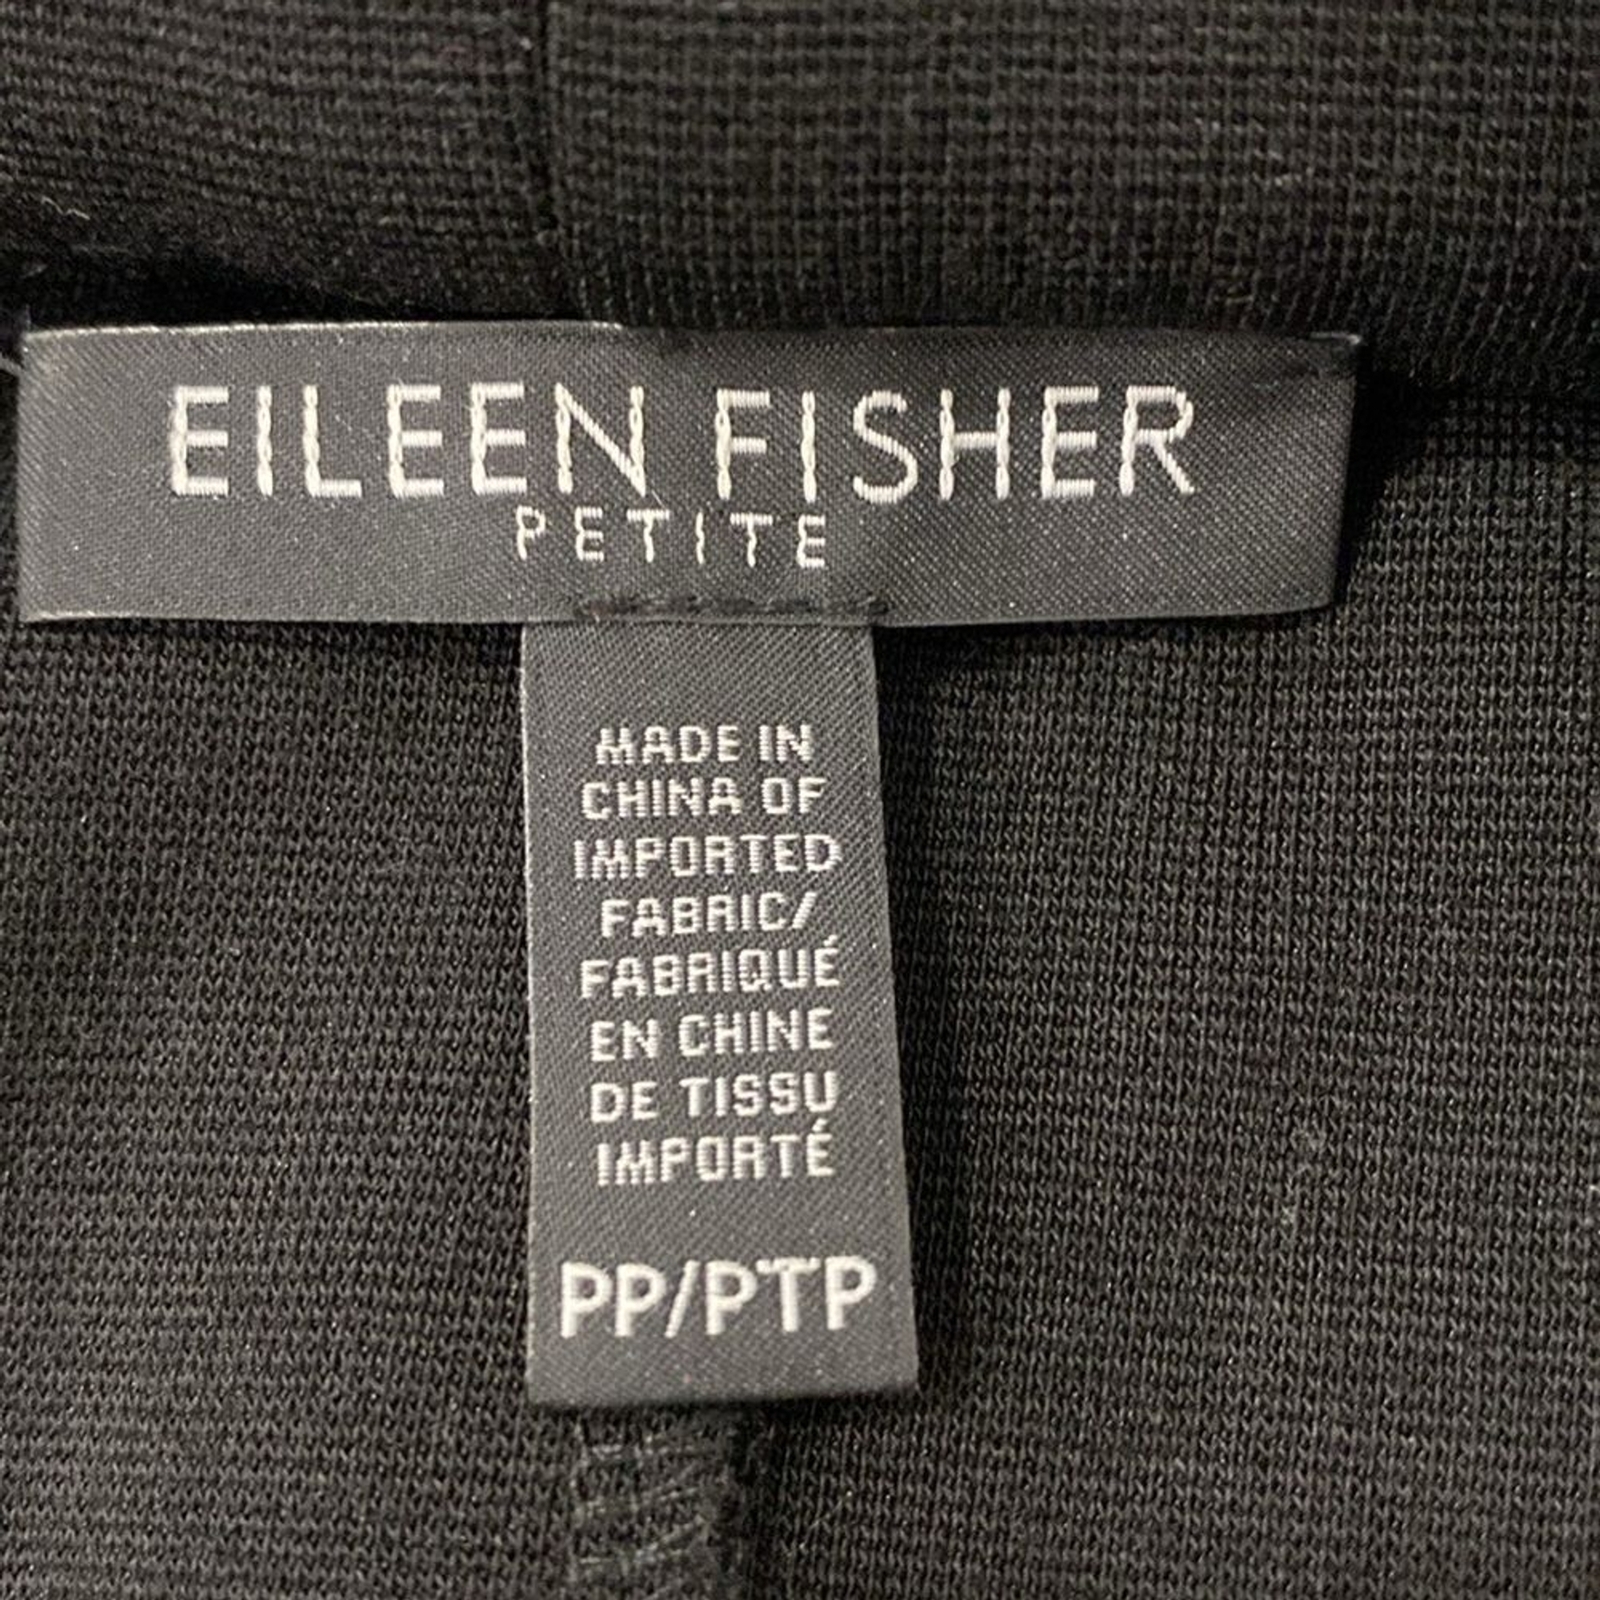 EILEEN FISHER
PETITE
MADE IN
CHINA OF
IMPORTED
FABRIC/
FABRIQUÉ
EN CHINE
DE TISSU
IMPORTÉ
PP/PTP